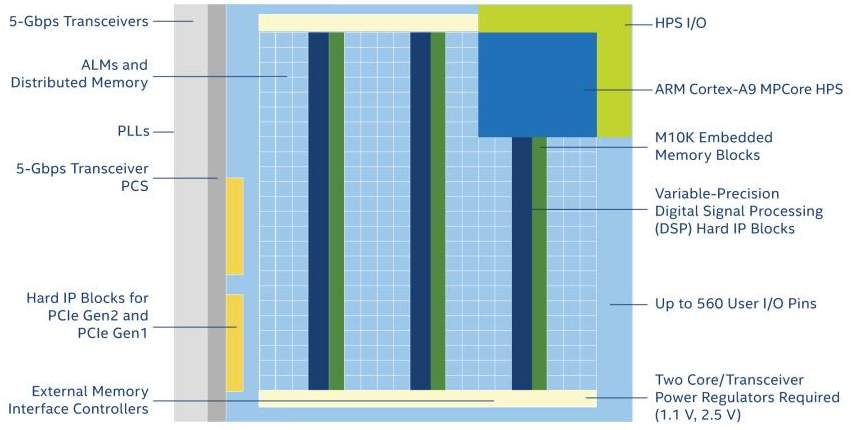 5-Gbps Transceivers
ALMs and
Distributed Memory
PLLs
5-Gbps Transceiver
PCS
Hard IP Blocks for
PCIe Gen2 and
PCIe Gen1
External Memory
Interface Controllers
HPS I/O
ARM Cortex-A9 MPCore HPS
M10K Embedded
Memory Blocks
Variable-Precision
Digital Signal Processing
(DSP) Hard IP Blocks
Up to 560 User I/O Pins
Two Core/Transceiver
Power Regulators Required
(1.1 V, 2.5 V)